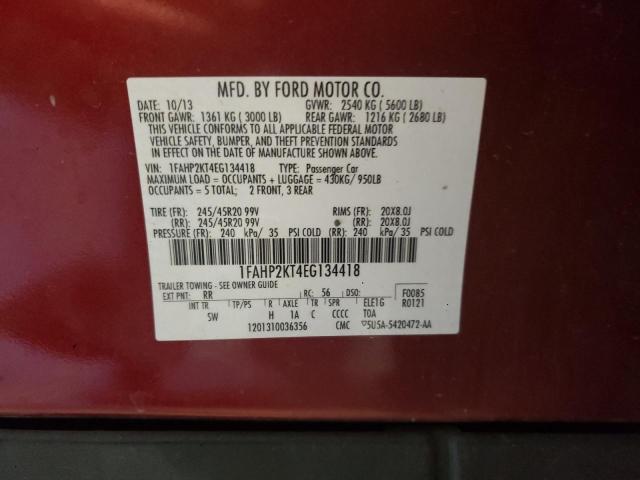 MFD. BY FORD MOTOR CO.
DATE: 10/13 GVWR: 2540 KG ( 5600 LB)
FRONT GAWR: 1361 KG ( 3000 LB) REAR GAWR: 1216 KG ( 2680 LB)
THIS VEHICLE CONFORMS TO ALL APPLICABLE FEDERAL MOTOR
VEHICLE SAFETY, BUMPER, AND THEFT PREVENTION STANDARDS
IN EFFECT ON THE DATE OF MANUFACTURE SHOWN ABOVE.
VIN: 1FAHP2KT4EG134418 TYPE: Passenger Car
MAXIMUM LOAD = OCCUPANTS + LUGGAGE = 430KG/ 950LB
OCCUPANTS = 5 TOTAL; 2 FRONT, 3 REAR
TIRE (FR): 245/45R20 99V RIMS (FR): 20X8.0J
(RR): 245/45R20 99V (RR): 20X8.0J
PRESSURE (FR): 240 kPa/ 35 PSI COLD (RR): 240 kPa/ 35 PSI COLD
1FAHP2KT4EG134418
TRAILER TOWING - SEE OWNER GUIDE
EXT PNT: RR RC: 56 DSO: F0085
INT TR TP/PS R AXLE TR SPR ELE1G R0121
SW H 1A C CCCC T0A
1201310036356 CMC 5U5A-5420472-AA